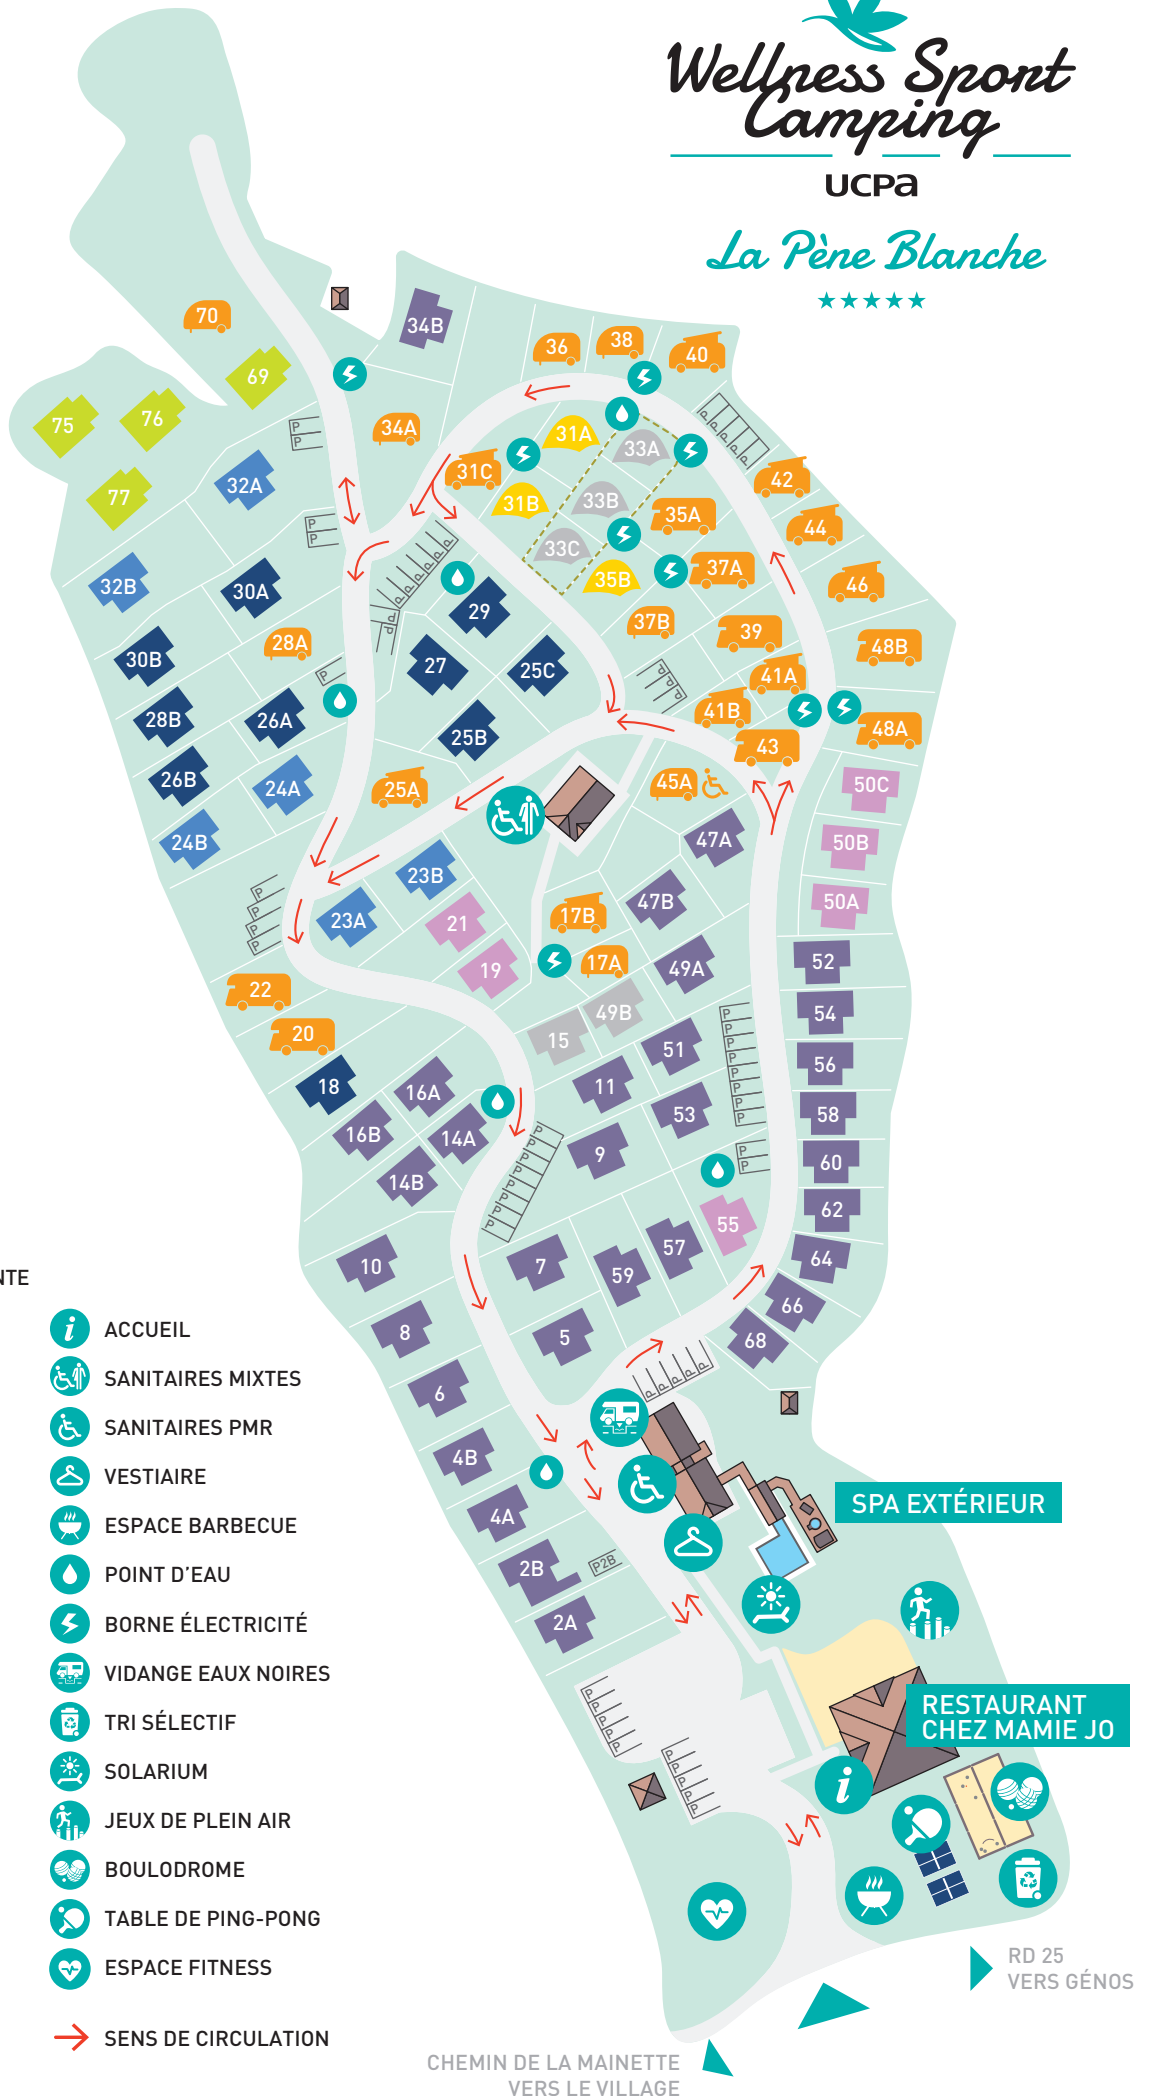 Wellness Sport
Camping
UCPA
La Pène Blanche
70
69
75
76
77
34B
36
38
40
34A
31C
31A
33A
31B
33B
33C
35A
35B
37A
37B
39
42
44
46
48B
41A
41B
43
48A
45A
32A
32B
30A
30B
28A
28B
26A
26B
24A
24B
29
27
25C
25B
25A
23B
23A
21
19
17B
17A
47A
47B
49A
49B
15
50C
50B
50A
52
54
56
58
60
62
64
66
68
22
20
18
16A
16B
14A
14B
51
11
53
9
55
57
59
7
5
10
8
6
4B
4A
2B
2A
P2B
P P
P P
P
P P P P P
P P P P P P
P
P P P
P P P P
P P P P P P P P
P P
P P P P P P P P
P P P P P
P P P P P P
P P P P P
SPA EXTÉRIEUR
RESTAURANT
CHEZ MAMIE JO
NTE
i ACCUEIL
SANITAIRES MIXTES
SANITAIRES PMR
VESTIAIRE
ESPACE BARBECUE
POINT D'EAU
BORNE ÉLECTRICITÉ
VIDANGE EAUX NOIRES
TRI SÉLECTIF
SOLARIUM
JEUX DE PLEIN AIR
BOULODROME
TABLE DE PING-PONG
ESPACE FITNESS
SENS DE CIRCULATION
i
RD 25
VERS GÉNOS
CHEMIN DE LA MAINETTE
VERS LE VILLAGE